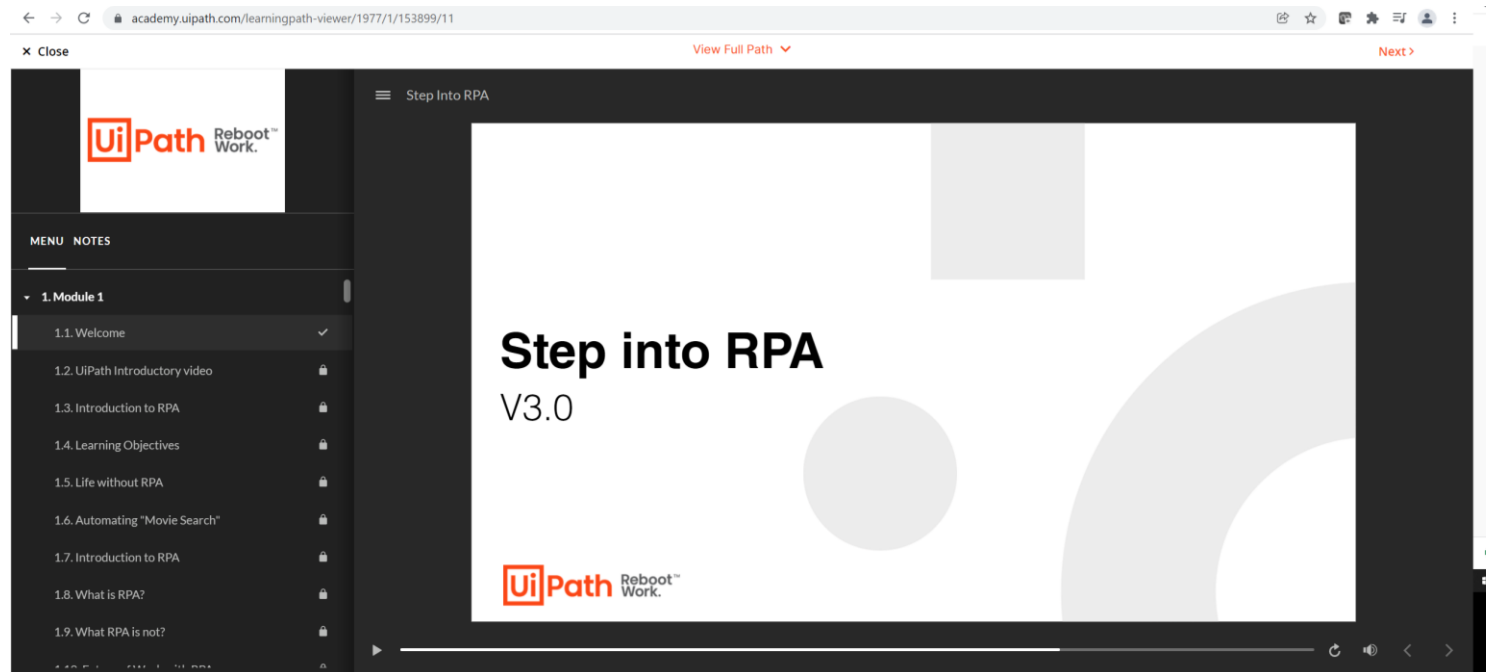 academy.uipath.com/learningpath-viewer/1977/1/153899/11
× Close
View Full Path
Next >
UiPath Reboot™ Work.
Step Into RPA
MENU NOTES
1. Module 1
1.1. Welcome
1.2. UiPath Introductory video
1.3. Introduction to RPA
1.4. Learning Objectives
1.5. Life without RPA
1.6. Automating "Movie Search"
1.7. Introduction to RPA
1.8. What is RPA?
1.9. What RPA is not?
Step into RPA
V3.0
UiPath Reboot™ Work.